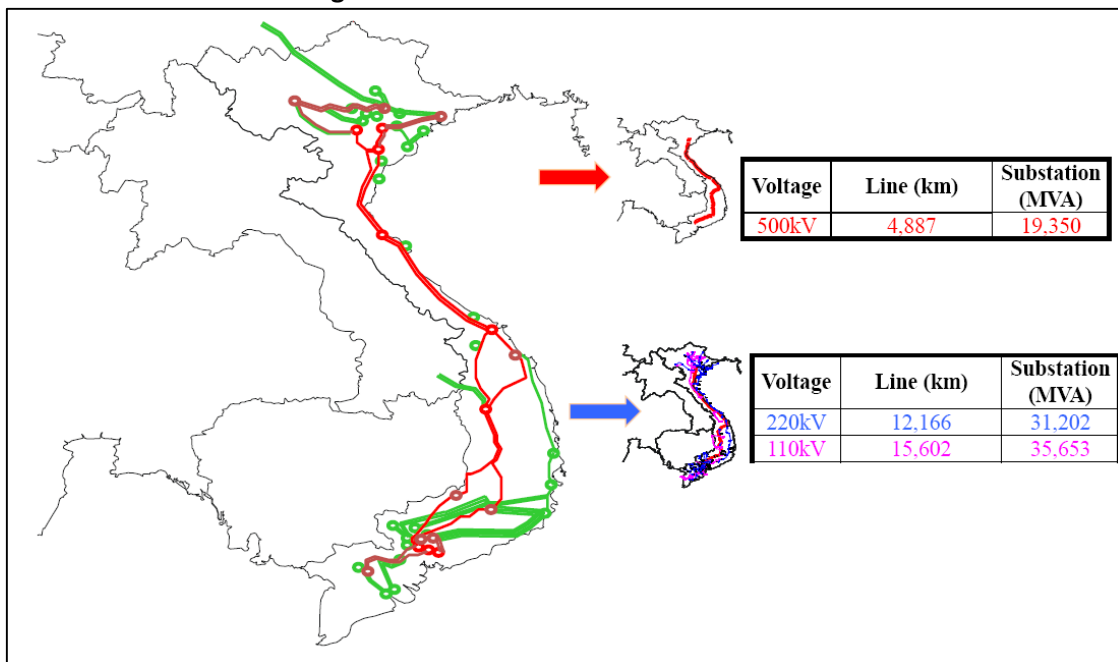 Voltage Line (km) Substation (MVA)
500kV 4,887 19,350
Voltage Line (km) Substation (MVA)
220kV 12,166 31,202
110kV 15,602 35,653